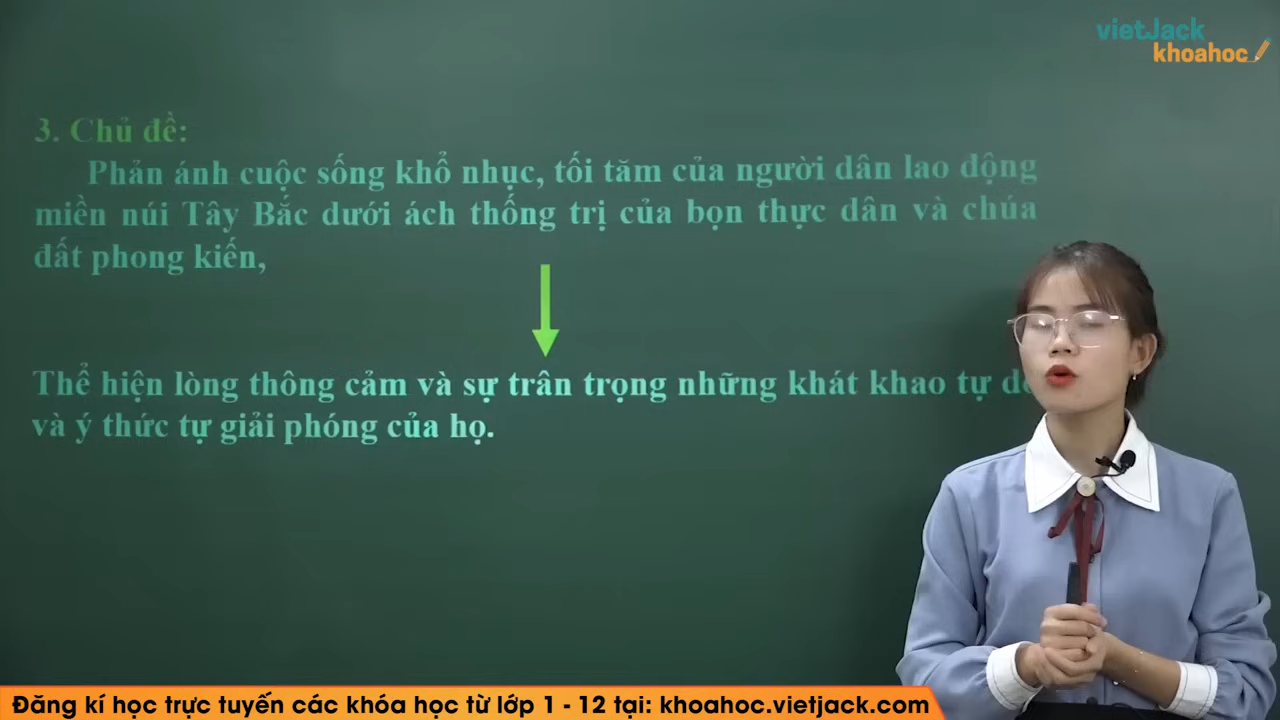 vietJack
khoahoc
3. Chủ đề:
Phản ánh cuộc sống khổ nhục, tối tăm của người dân lao động
miền núi Tây Bắc dưới ách thống trị của bọn thực dân và chúa
đất phong kiến,
Thể hiện lòng thông cảm và sự trân trọng những khát khao tự
và ý thức tự giải phóng của họ.
Đăng kí học trực tuyến các khóa học từ lớp 1 - 12 tại: khoahoc.vietjack.com